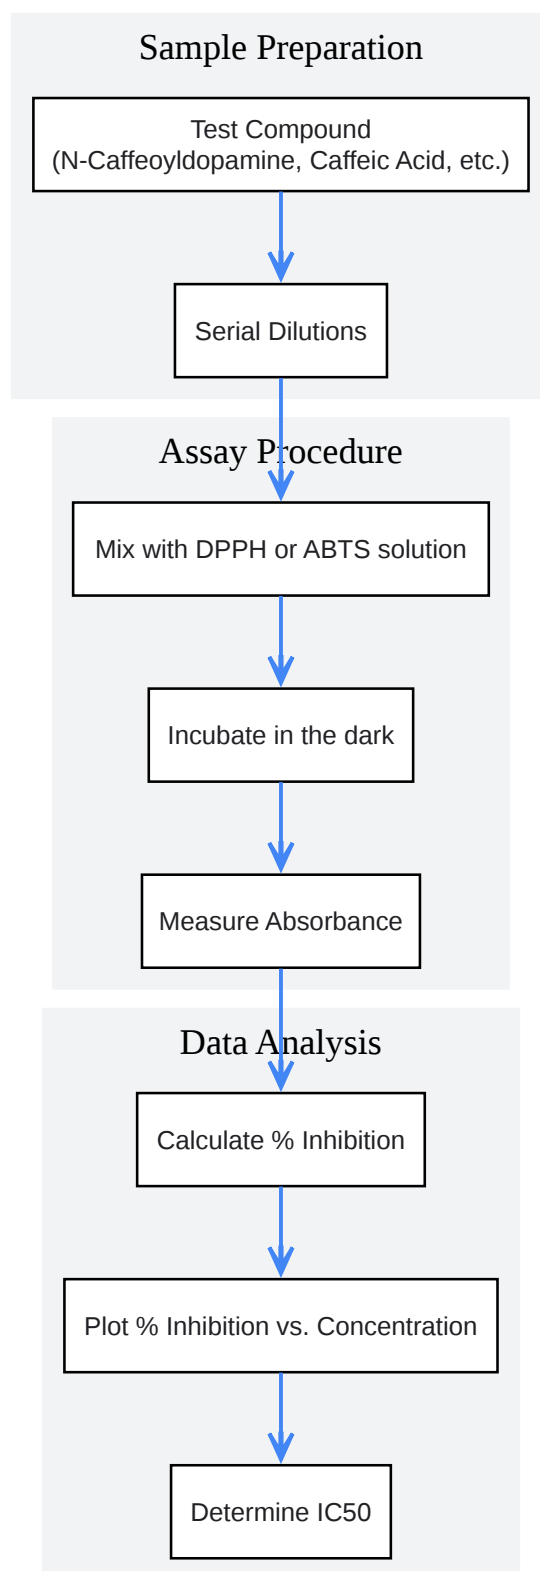 Sample Preparation
Test Compound
(N-Caffeoyldopamine, Caffeic Acid, etc.)
Serial Dilutions
Assay Procedure
Mix with DPPH or ABTS solution
Incubate in the dark
Measure Absorbance
Data Analysis
Calculate % Inhibition
Plot % Inhibition vs. Concentration
Determine IC50